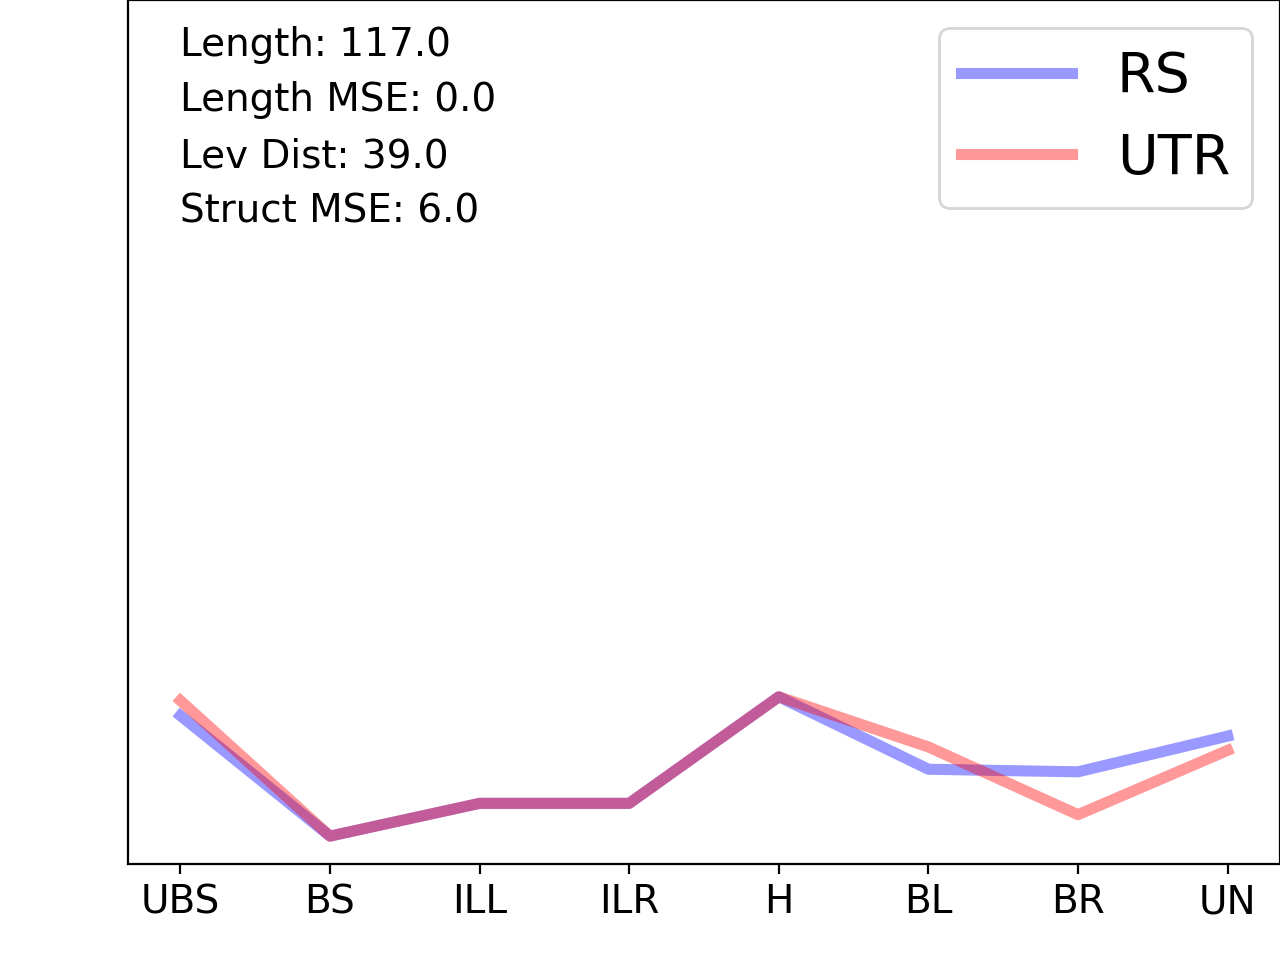 Length: 117.0
Length MSE: 0.0
Lev Dist: 39.0
Struct MSE: 6.0
RS
UTR
UBS BS ILL ILR H BL BR UN